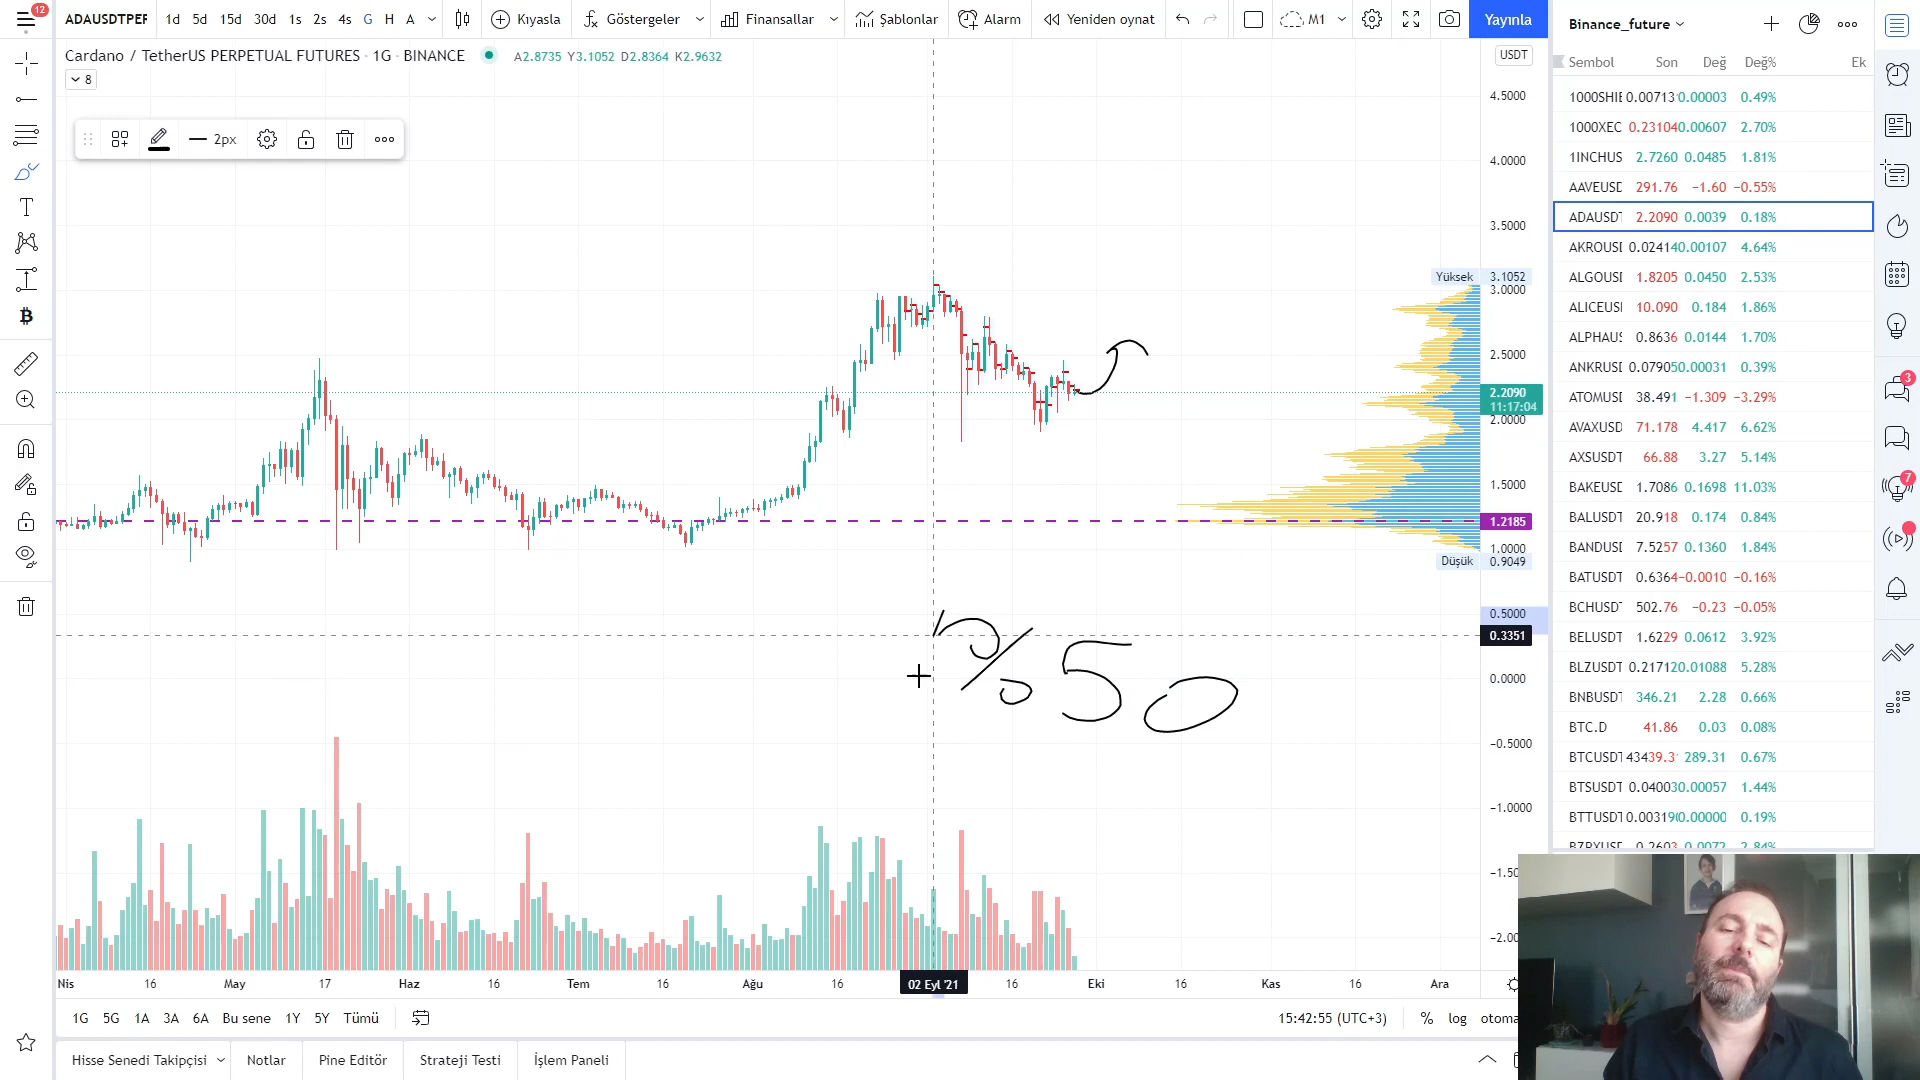 12
ADAUSDTPERP
1d 5d 15d 30d 1s 2s 4s G H A
Kıyasla
Göstergeler
Finansallar
Şablonlar
Alarm
Yeniden oynat
M1
Yayınla
Cardano / TetherUS PERPETUAL FUTURES · 1G · BINANCE
A2.8735 Y3.1052 D2.8364 K2.9632
8
2px
USDT
4.5000
4.0000
3.5000
Yüksek 3.1052
3.0000
2.5000
2.2090
11:17:04
2.0000
1.5000
1.2185
1.0000
Düşük 0.9049
0.5000
0.3351
0.0000
−0.5000
−1.0000
%50
Nis 16 May 17 Haz 16 Tem 16 Ağu 16 02 Eyl '21 16 Eki 16 Kas 16 Ara
1G 5G 1A 3A 6A Bu sene 1Y 5Y Tümü
15:42:55 (UTC+3)
% log
Hisse Senedi Takipçisi
Notlar
Pine Editör
Strateji Testi
İşlem Paneli
Binance_future
Sembol Son Değ Değ% Ek
1000SHIE 0.00713 0.00003 0.49%
1000XEC 0.23104 0.00607 2.70%
1INCHUS 2.7260 0.0485 1.81%
AAVEUSD 291.76 −1.60 −0.55%
ADAUSDT 2.2090 0.0039 0.18%
AKROUSD 0.02414 0.00107 4.64%
ALGOUSD 1.8205 0.0450 2.53%
ALICEUS 10.090 0.184 1.86%
ALPHAUS 0.8636 0.0144 1.70%
ANKRUSD 0.07905 0.00031 0.39%
ATOMUSD 38.491 −1.309 −3.29%
AVAXUSD 71.178 4.417 6.62%
AXSUSDT 66.88 3.27 5.14%
BAKEUSD 1.7086 0.1698 11.03%
BALUSDT 20.918 0.174 0.84%
BANDUSD 7.5257 0.1360 1.84%
BATUSDT 0.6364 −0.0010 −0.16%
BCHUSDT 502.76 −0.23 −0.05%
BELUSDT 1.6229 0.0612 3.92%
BLZUSDT 0.21712 0.01088 5.28%
BNBUSDT 346.21 2.28 0.66%
BTC.D 41.86 0.03 0.08%
BTCUSDT 43439.3 289.31 0.67%
BTSUSDT 0.04003 0.00057 1.44%
BTTUSDT 0.00319 0.00000 0.19%
3
7